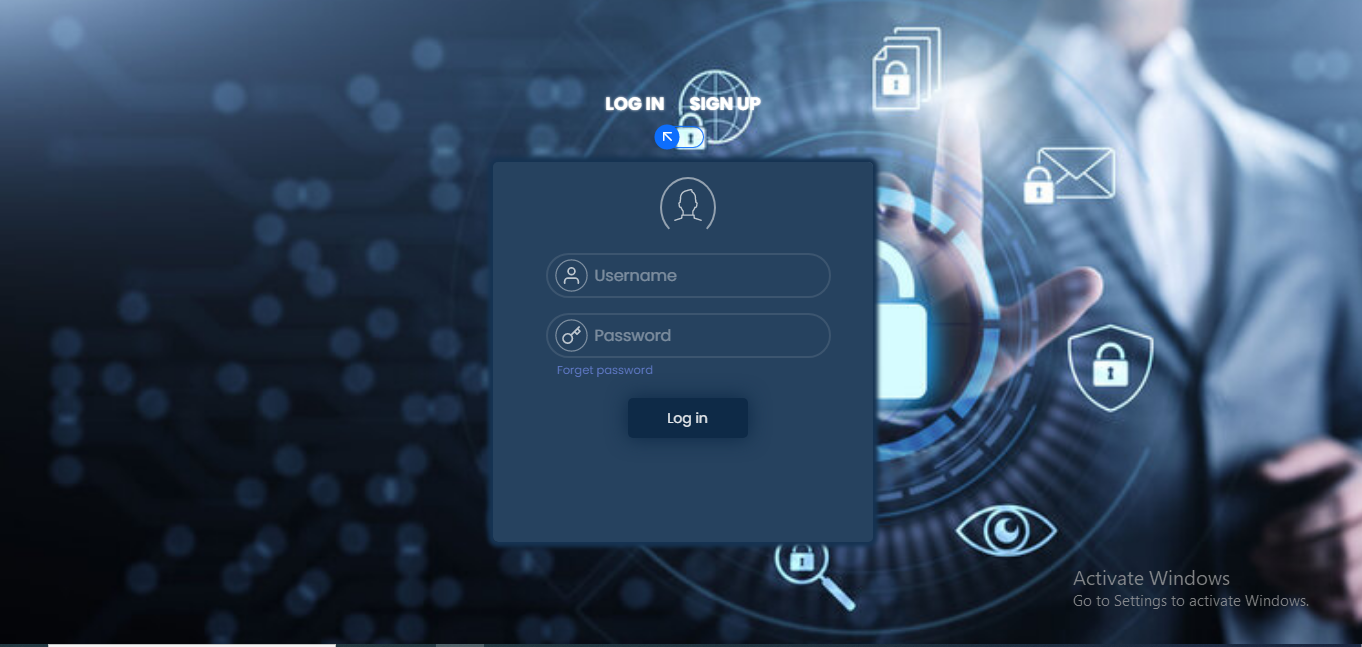 LOG IN SIGN UP
Username
Password
Forget password
Log in
Activate Windows
Go to Settings to activate Windows.